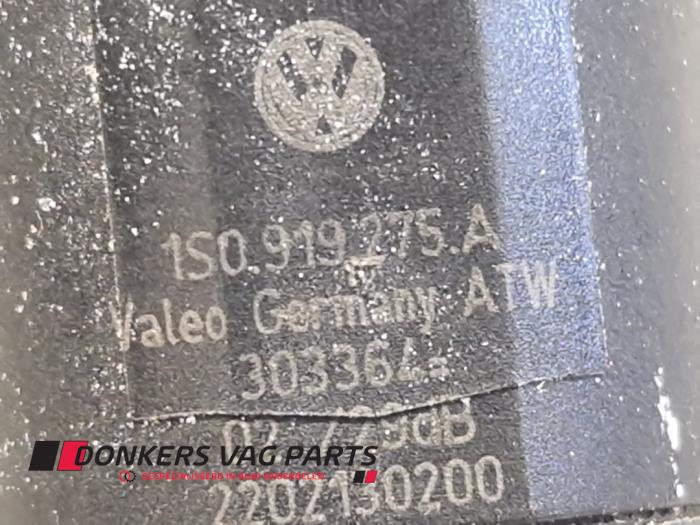 1S0.919.275.A
Valeo Germany ATW
303364
DONKERS VAG PARTS
2202130200